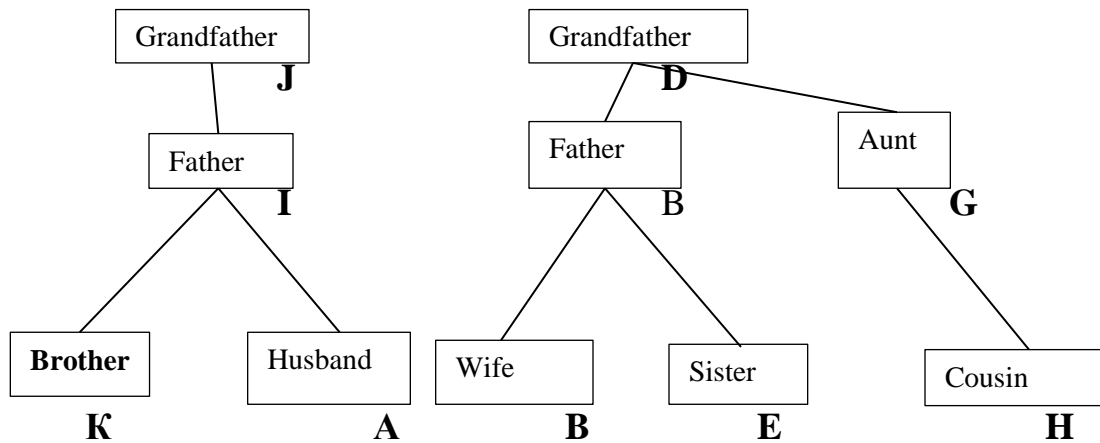 Grandfather
J
Grandfather
D
Father
I
Father
B
Aunt
G
Brother
K
Husband
A
Wife
B
Sister
E
Cousin
H